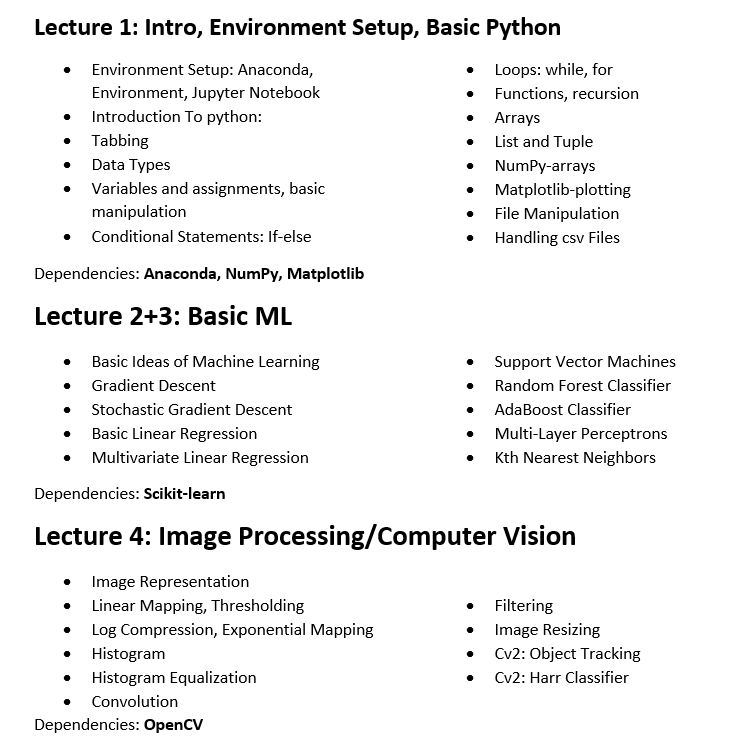 Lecture 1: Intro, Environment Setup, Basic Python
• Environment Setup: Anaconda,
Environment, Jupyter Notebook
• Introduction To python:
• Tabbing
• Data Types
• Variables and assignments, basic
manipulation
• Conditional Statements: If-else
• Loops: while, for
• Functions, recursion
• Arrays
• List and Tuple
• NumPy-arrays
• Matplotlib-plotting
• File Manipulation
• Handling csv Files
Dependencies: Anaconda, NumPy, Matplotlib
Lecture 2+3: Basic ML
• Basic Ideas of Machine Learning
• Gradient Descent
• Stochastic Gradient Descent
• Basic Linear Regression
• Multivariate Linear Regression
• Support Vector Machines
• Random Forest Classifier
• AdaBoost Classifier
• Multi-Layer Perceptrons
• Kth Nearest Neighbors
Dependencies: Scikit-learn
Lecture 4: Image Processing/Computer Vision
• Image Representation
• Linear Mapping, Thresholding
• Log Compression, Exponential Mapping
• Histogram
• Histogram Equalization
• Convolution
• Filtering
• Image Resizing
• Cv2: Object Tracking
• Cv2: Harr Classifier
Dependencies: OpenCV